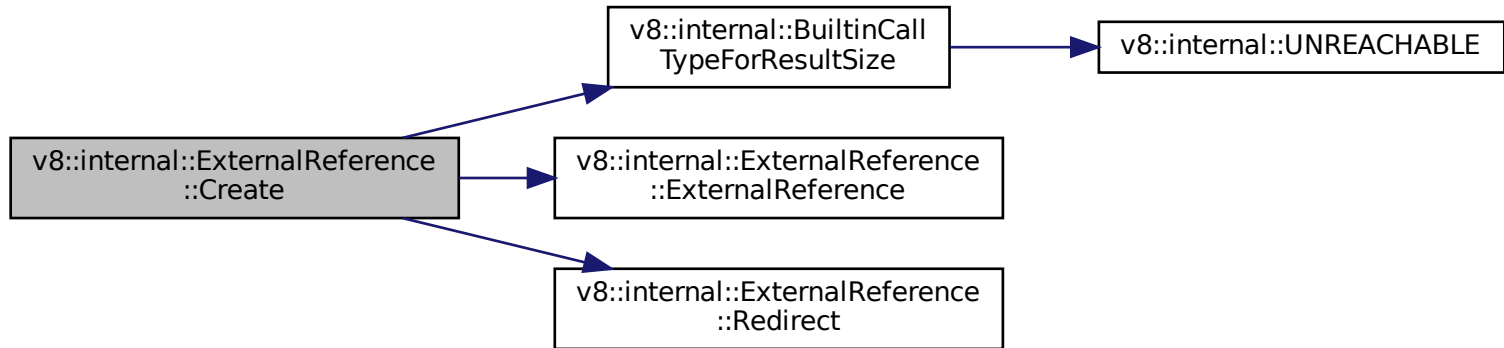 v8::internal::BuiltinCall
TypeForResultSize
v8::internal::UNREACHABLE
v8::internal::ExternalReference
::Create
v8::internal::ExternalReference
::ExternalReference
v8::internal::ExternalReference
::Redirect